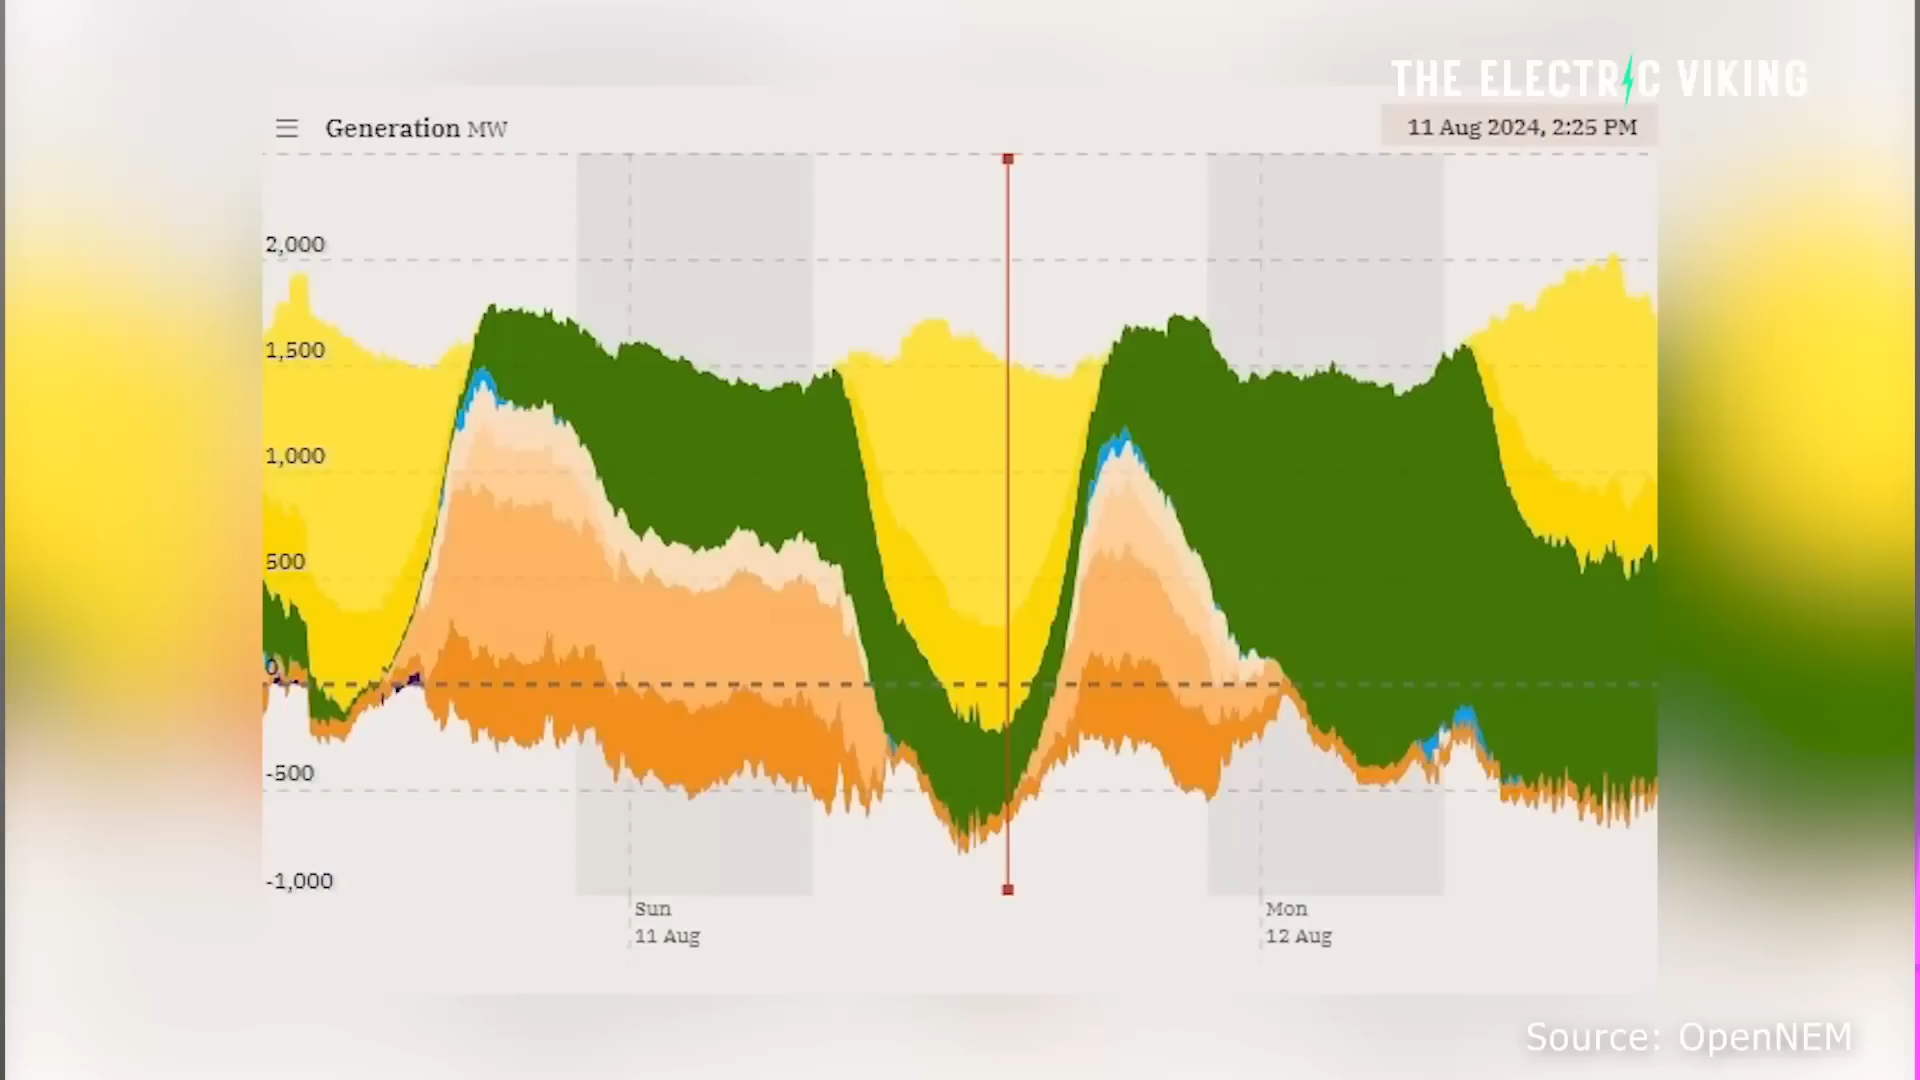 THE ELECTRIC VIKING
Generation MW
11 Aug 2024, 2:25 PM
2,000
1,500
1,000
500
0
-500
-1,000
Sun
11 Aug
Mon
12 Aug
Source: OpenNEM